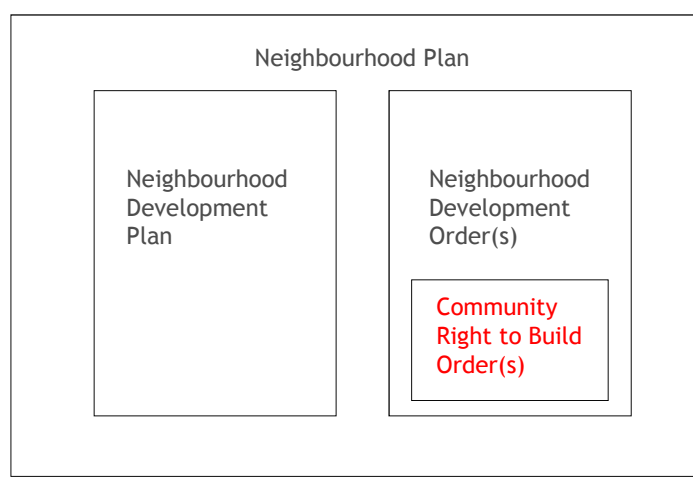 Neighbourhood Plan
Neighbourhood
Development
Plan
Neighbourhood
Development
Order(s)
Community
Right to Build
Order(s)